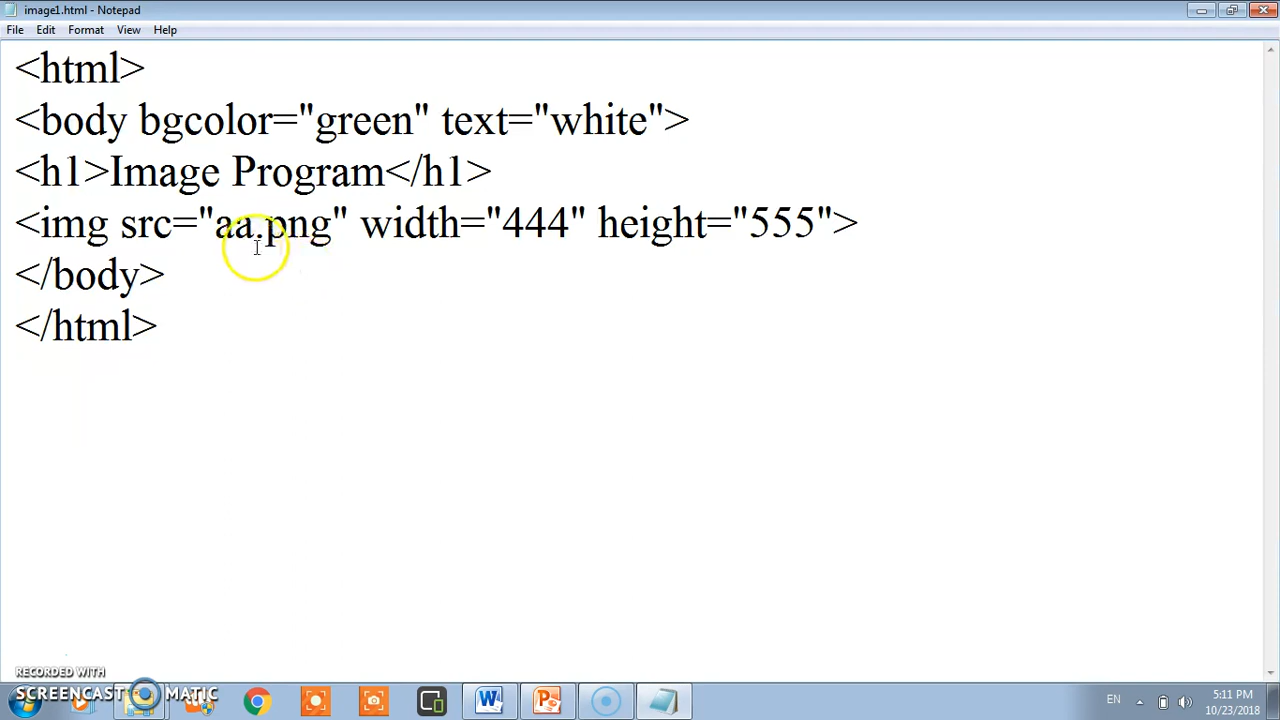 image1.html - Notepad
File Edit Format View Help
<html>
<body bgcolor="green" text="white">
<h1>Image Program</h1>
<img src="aa.png" width="444" height="555">
</body>
</html>
RECORDED WITH
SCREENCAST MATIC
EN
5:11 PM
10/23/2018